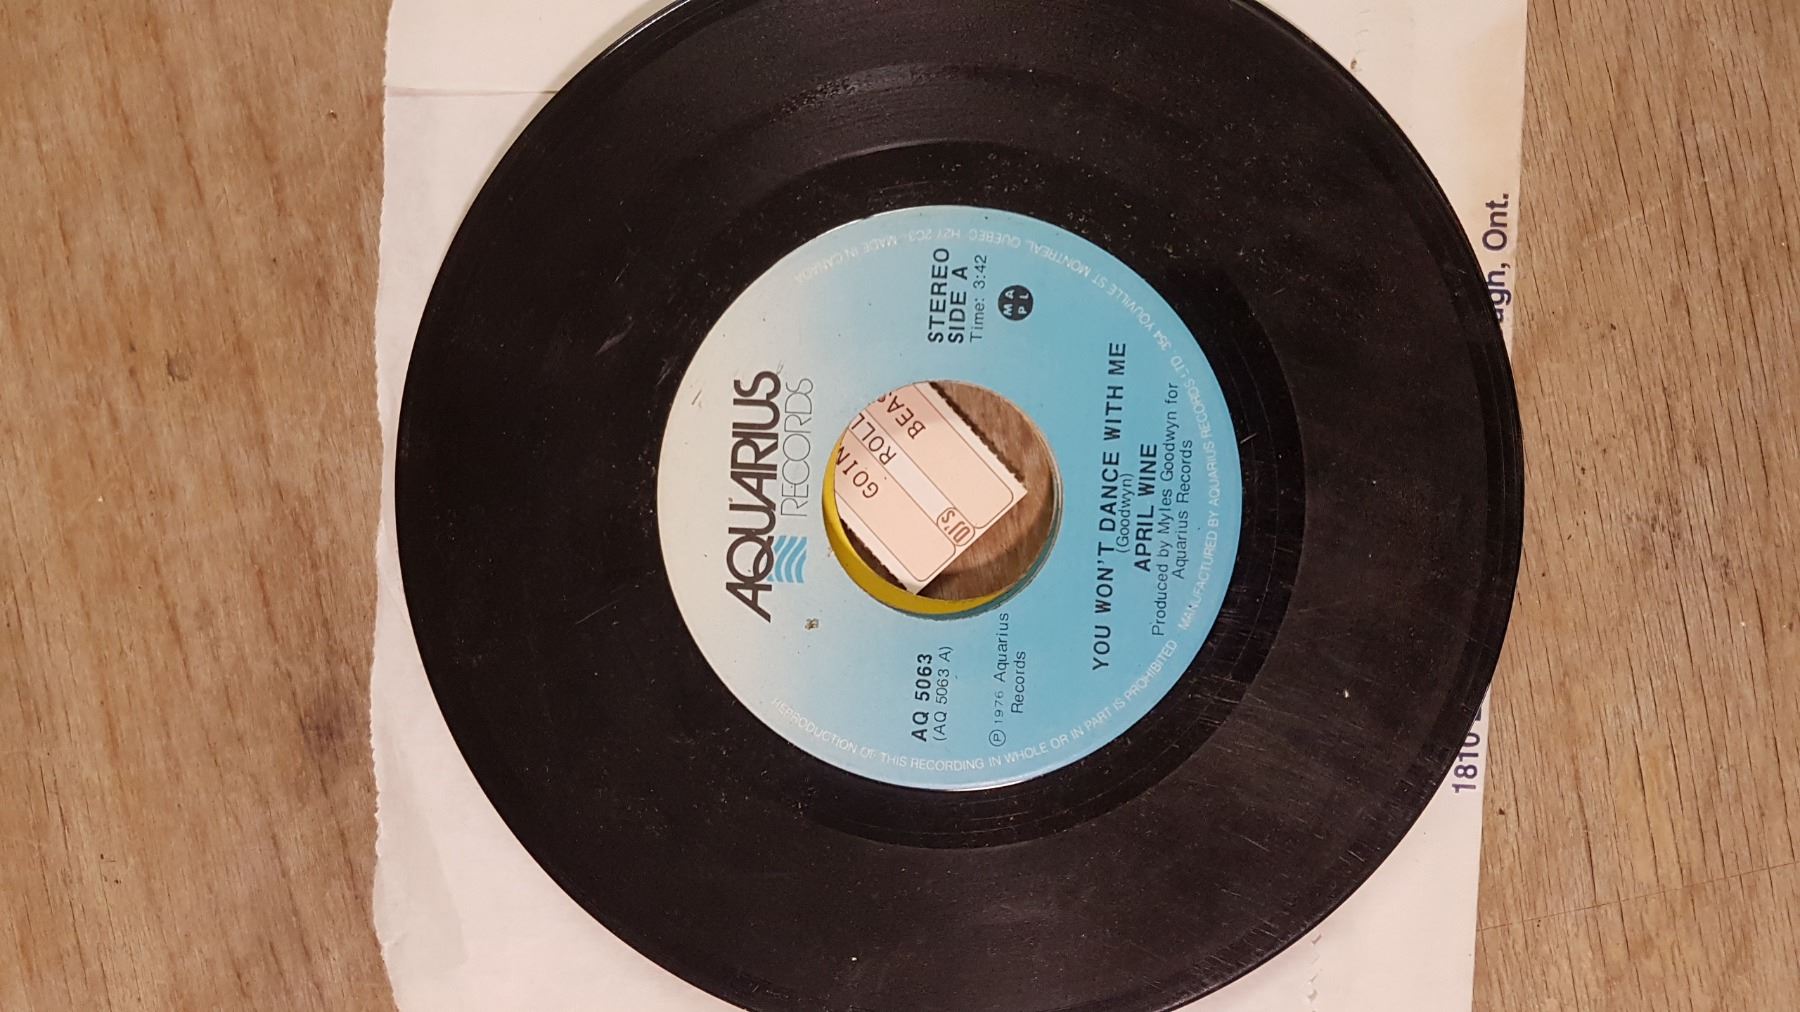 AQUARIUS
RECORDS
STEREO
SIDE A
Time: 3:42
M A
P L
AQ 5063
(AQ 5063 A)
Ⓟ 1976 Aquarius
Records
YOU WON'T DANCE WITH ME
(Goodwyn)
APRIL WINE
Produced by Myles Goodwyn for
Aquarius Records
REPRODUCTION OF THIS RECORDING IN WHOLE OR IN PART IS PROHIBITED MANUFACTURED BY AQUARIUS RECORDS LTD. 354 YOUVILLE ST MONTREAL QUEBEC H2Y 2C3 - MADE IN CANADA
GOIN
ROLL
BEAS
DJ'S
1810
Ont.